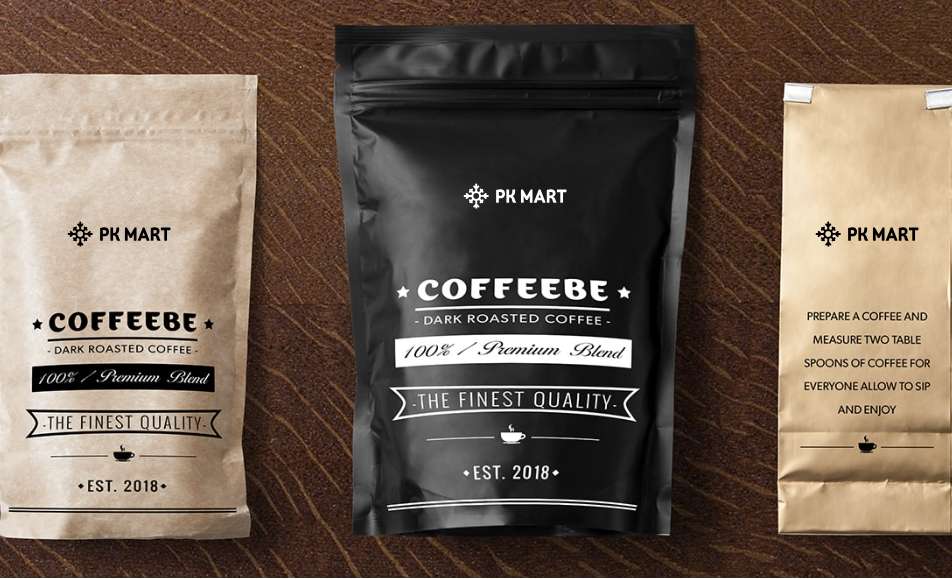 PK MART
COFFEEBE
- DARK ROASTED COFFEE -
100% / Premium Blend
-THE FINEST QUALITY-
EST. 2018
PK MART
COFFEEBE
- DARK ROASTED COFFEE -
100% / Premium Blend
-THE FINEST QUALITY-
EST. 2018
PK MART
PREPARE A COFFEE AND
MEASURE TWO TABLE
SPOONS OF COFFEE FOR
EVERYONE ALLOW TO SIP
AND ENJOY